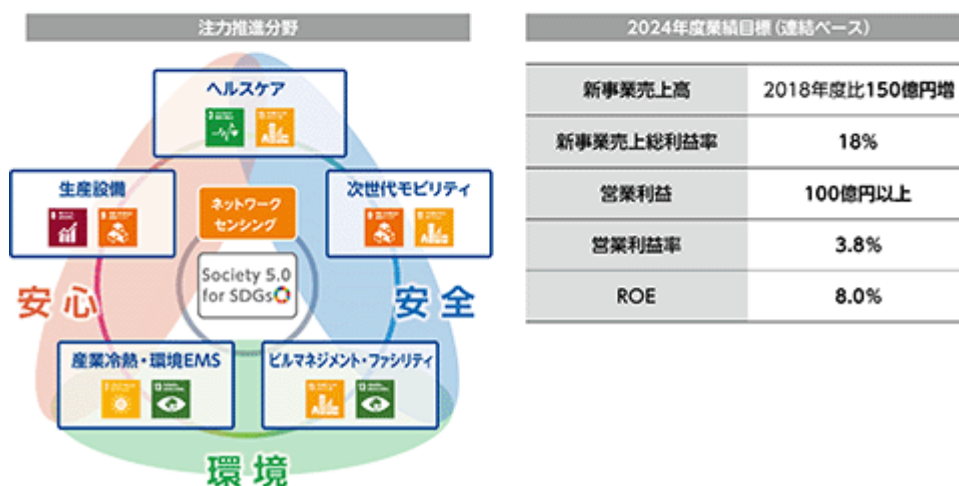 注力推進分野
ヘルスケア
生産設備
次世代モビリティ
ネットワーク
センシング
Society 5.0
for SDGs
安心
安全
産業冷熱・環境EMS
ビルマネジメント・ファシリティ
環境
2024年度業績目標（連結ベース）
新事業売上高 2018年度比150億円増
新事業売上総利益率 18%
営業利益 100億円以上
営業利益率 3.8%
ROE 8.0%